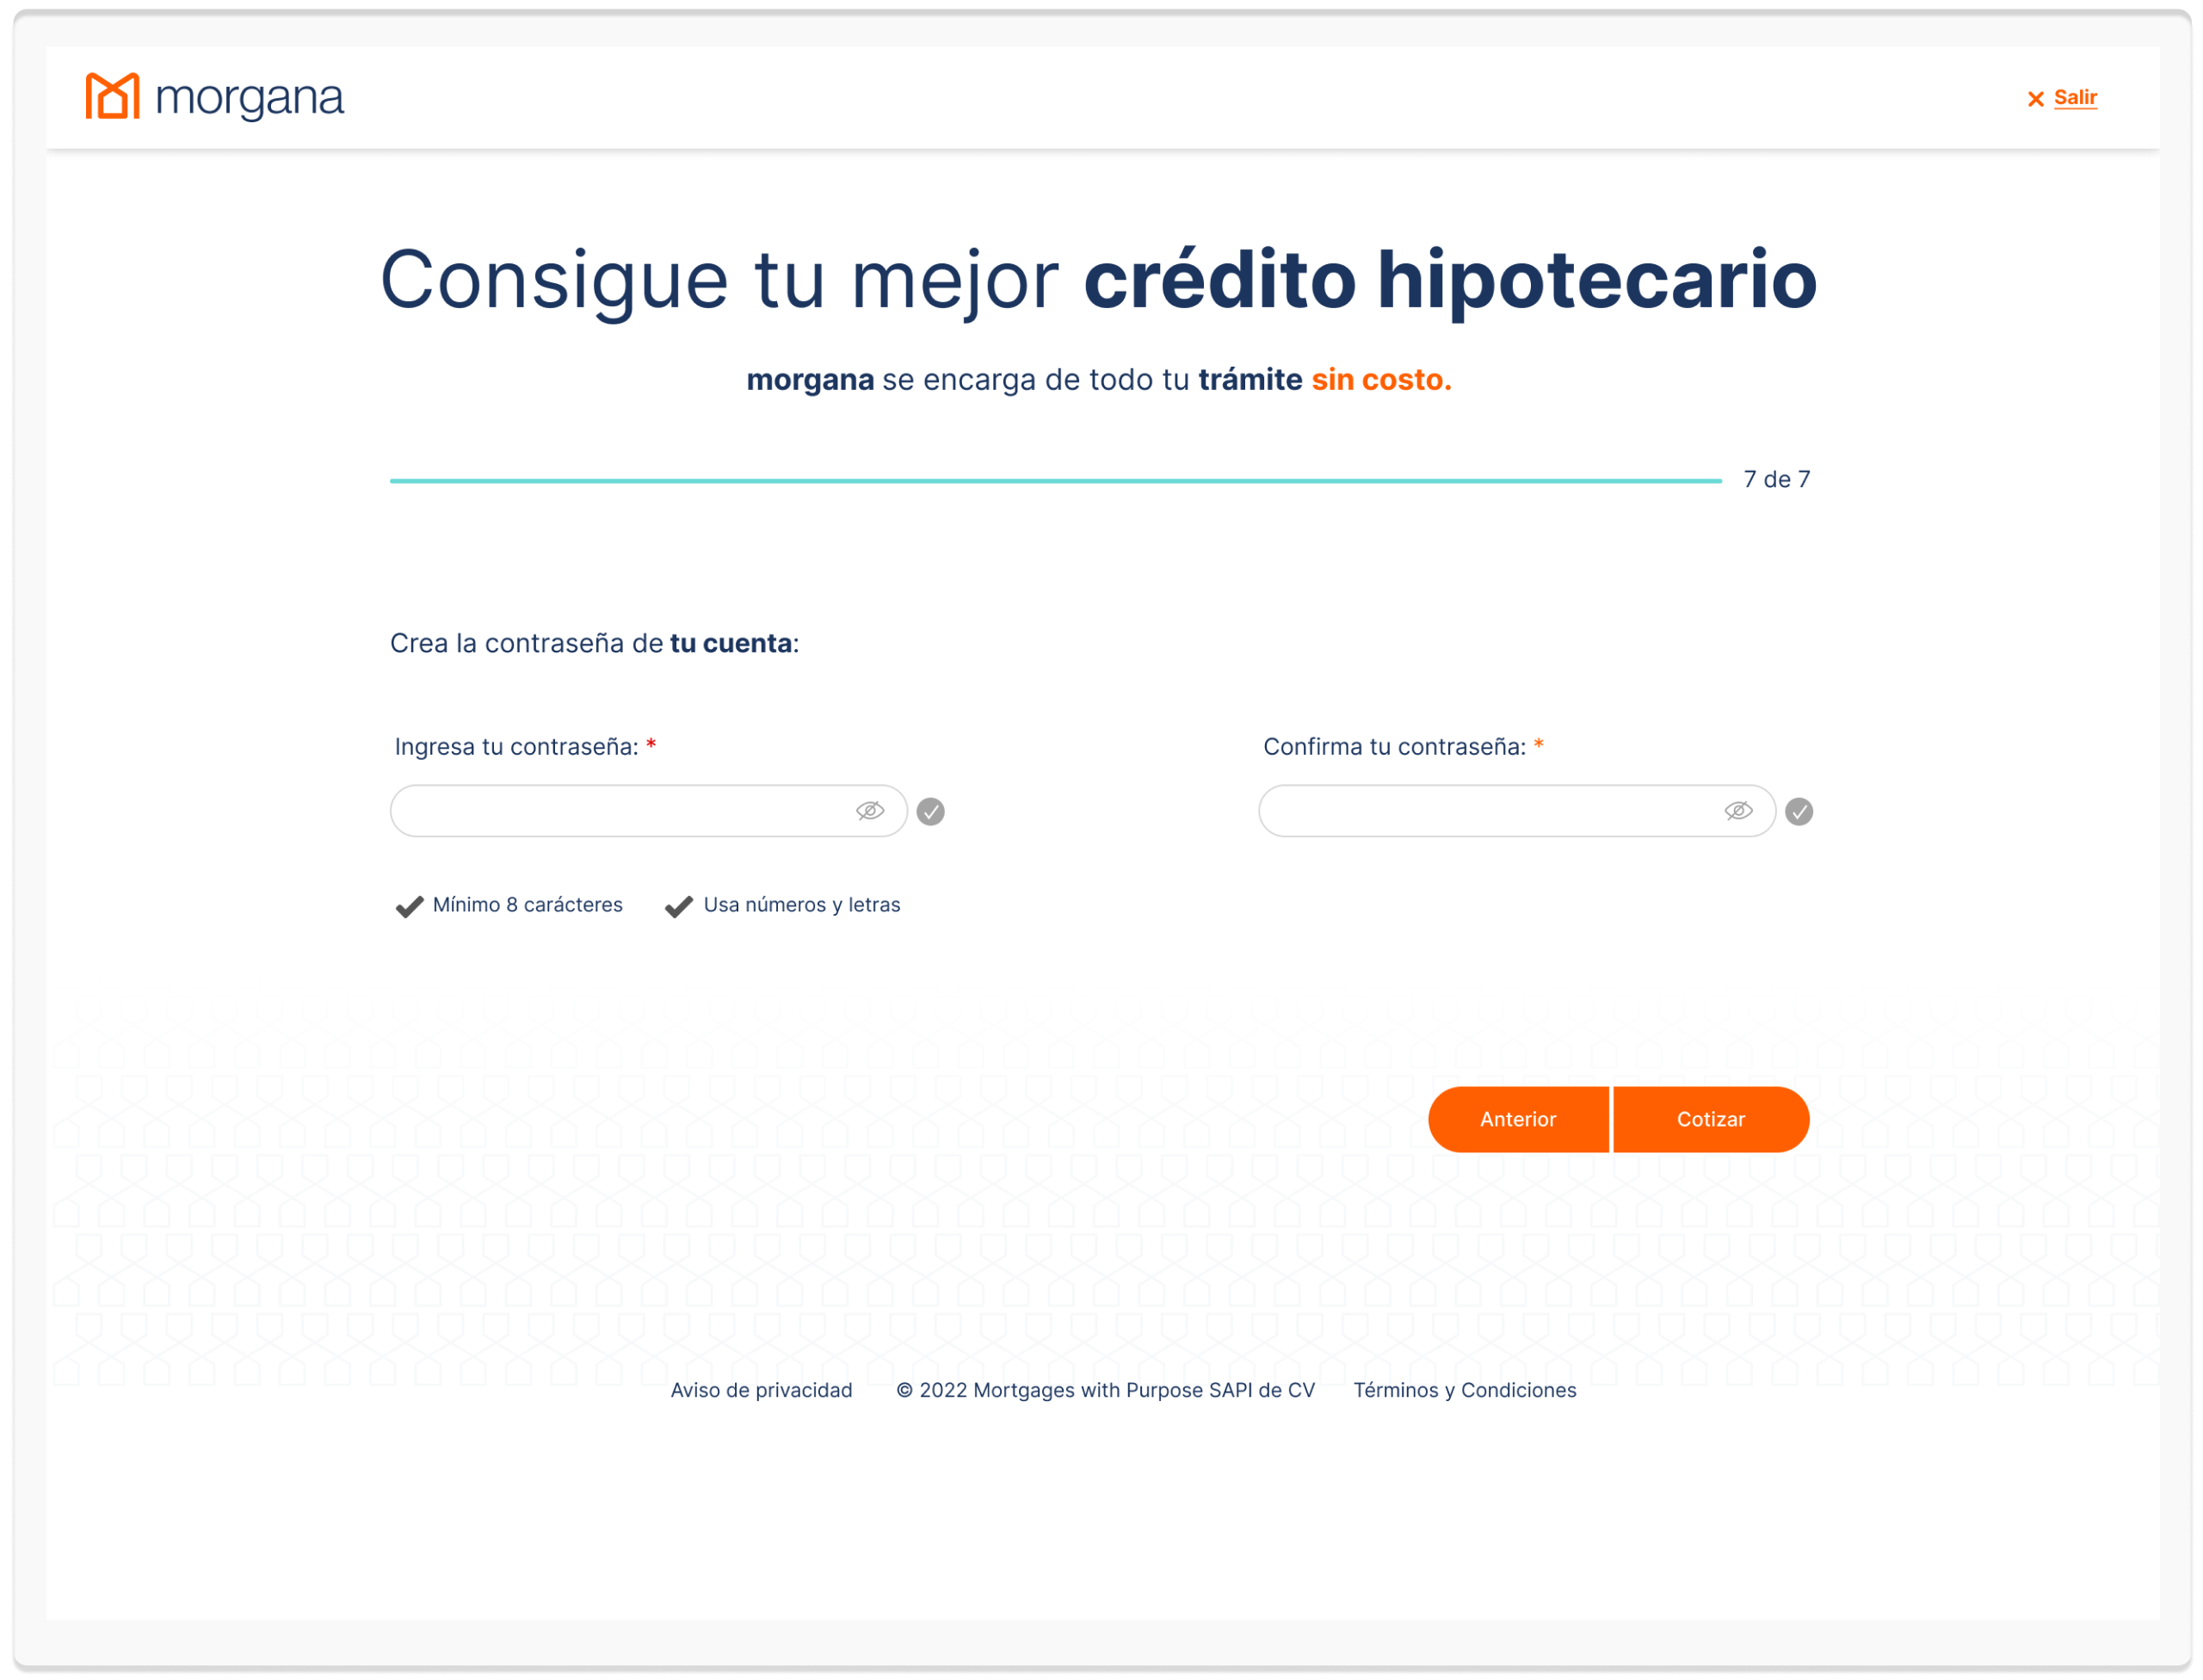 morgana
Salir
Consigue tu mejor crédito hipotecario
morgana se encarga de todo tu trámite sin costo.
7 de 7
Crea la contraseña de tu cuenta:
Ingresa tu contraseña: *
Confirma tu contraseña: *
Mínimo 8 carácteres
Usa números y letras
Anterior
Cotizar
Aviso de privacidad
© 2022 Mortgages with Purpose SAPI de CV
Términos y Condiciones